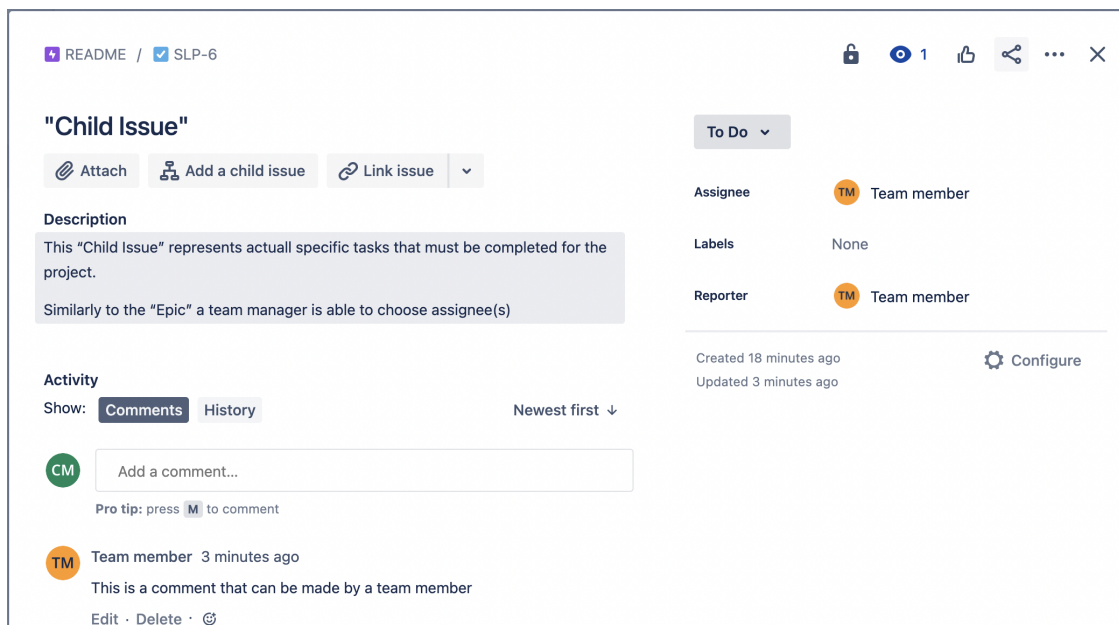 README / SLP-6
1
"Child Issue"
Attach
Add a child issue
Link issue
Description
This “Child Issue” represents actuall specific tasks that must be completed for the
project.
Similarly to the “Epic” a team manager is able to choose assignee(s)
Activity
Show: Comments History
Newest first ↓
CM
Add a comment...
Pro tip: press M to comment
TM
Team member 3 minutes ago
This is a comment that can be made by a team member
Edit · Delete ·
To Do
Assignee TM Team member
Labels None
Reporter TM Team member
Created 18 minutes ago
Updated 3 minutes ago
Configure